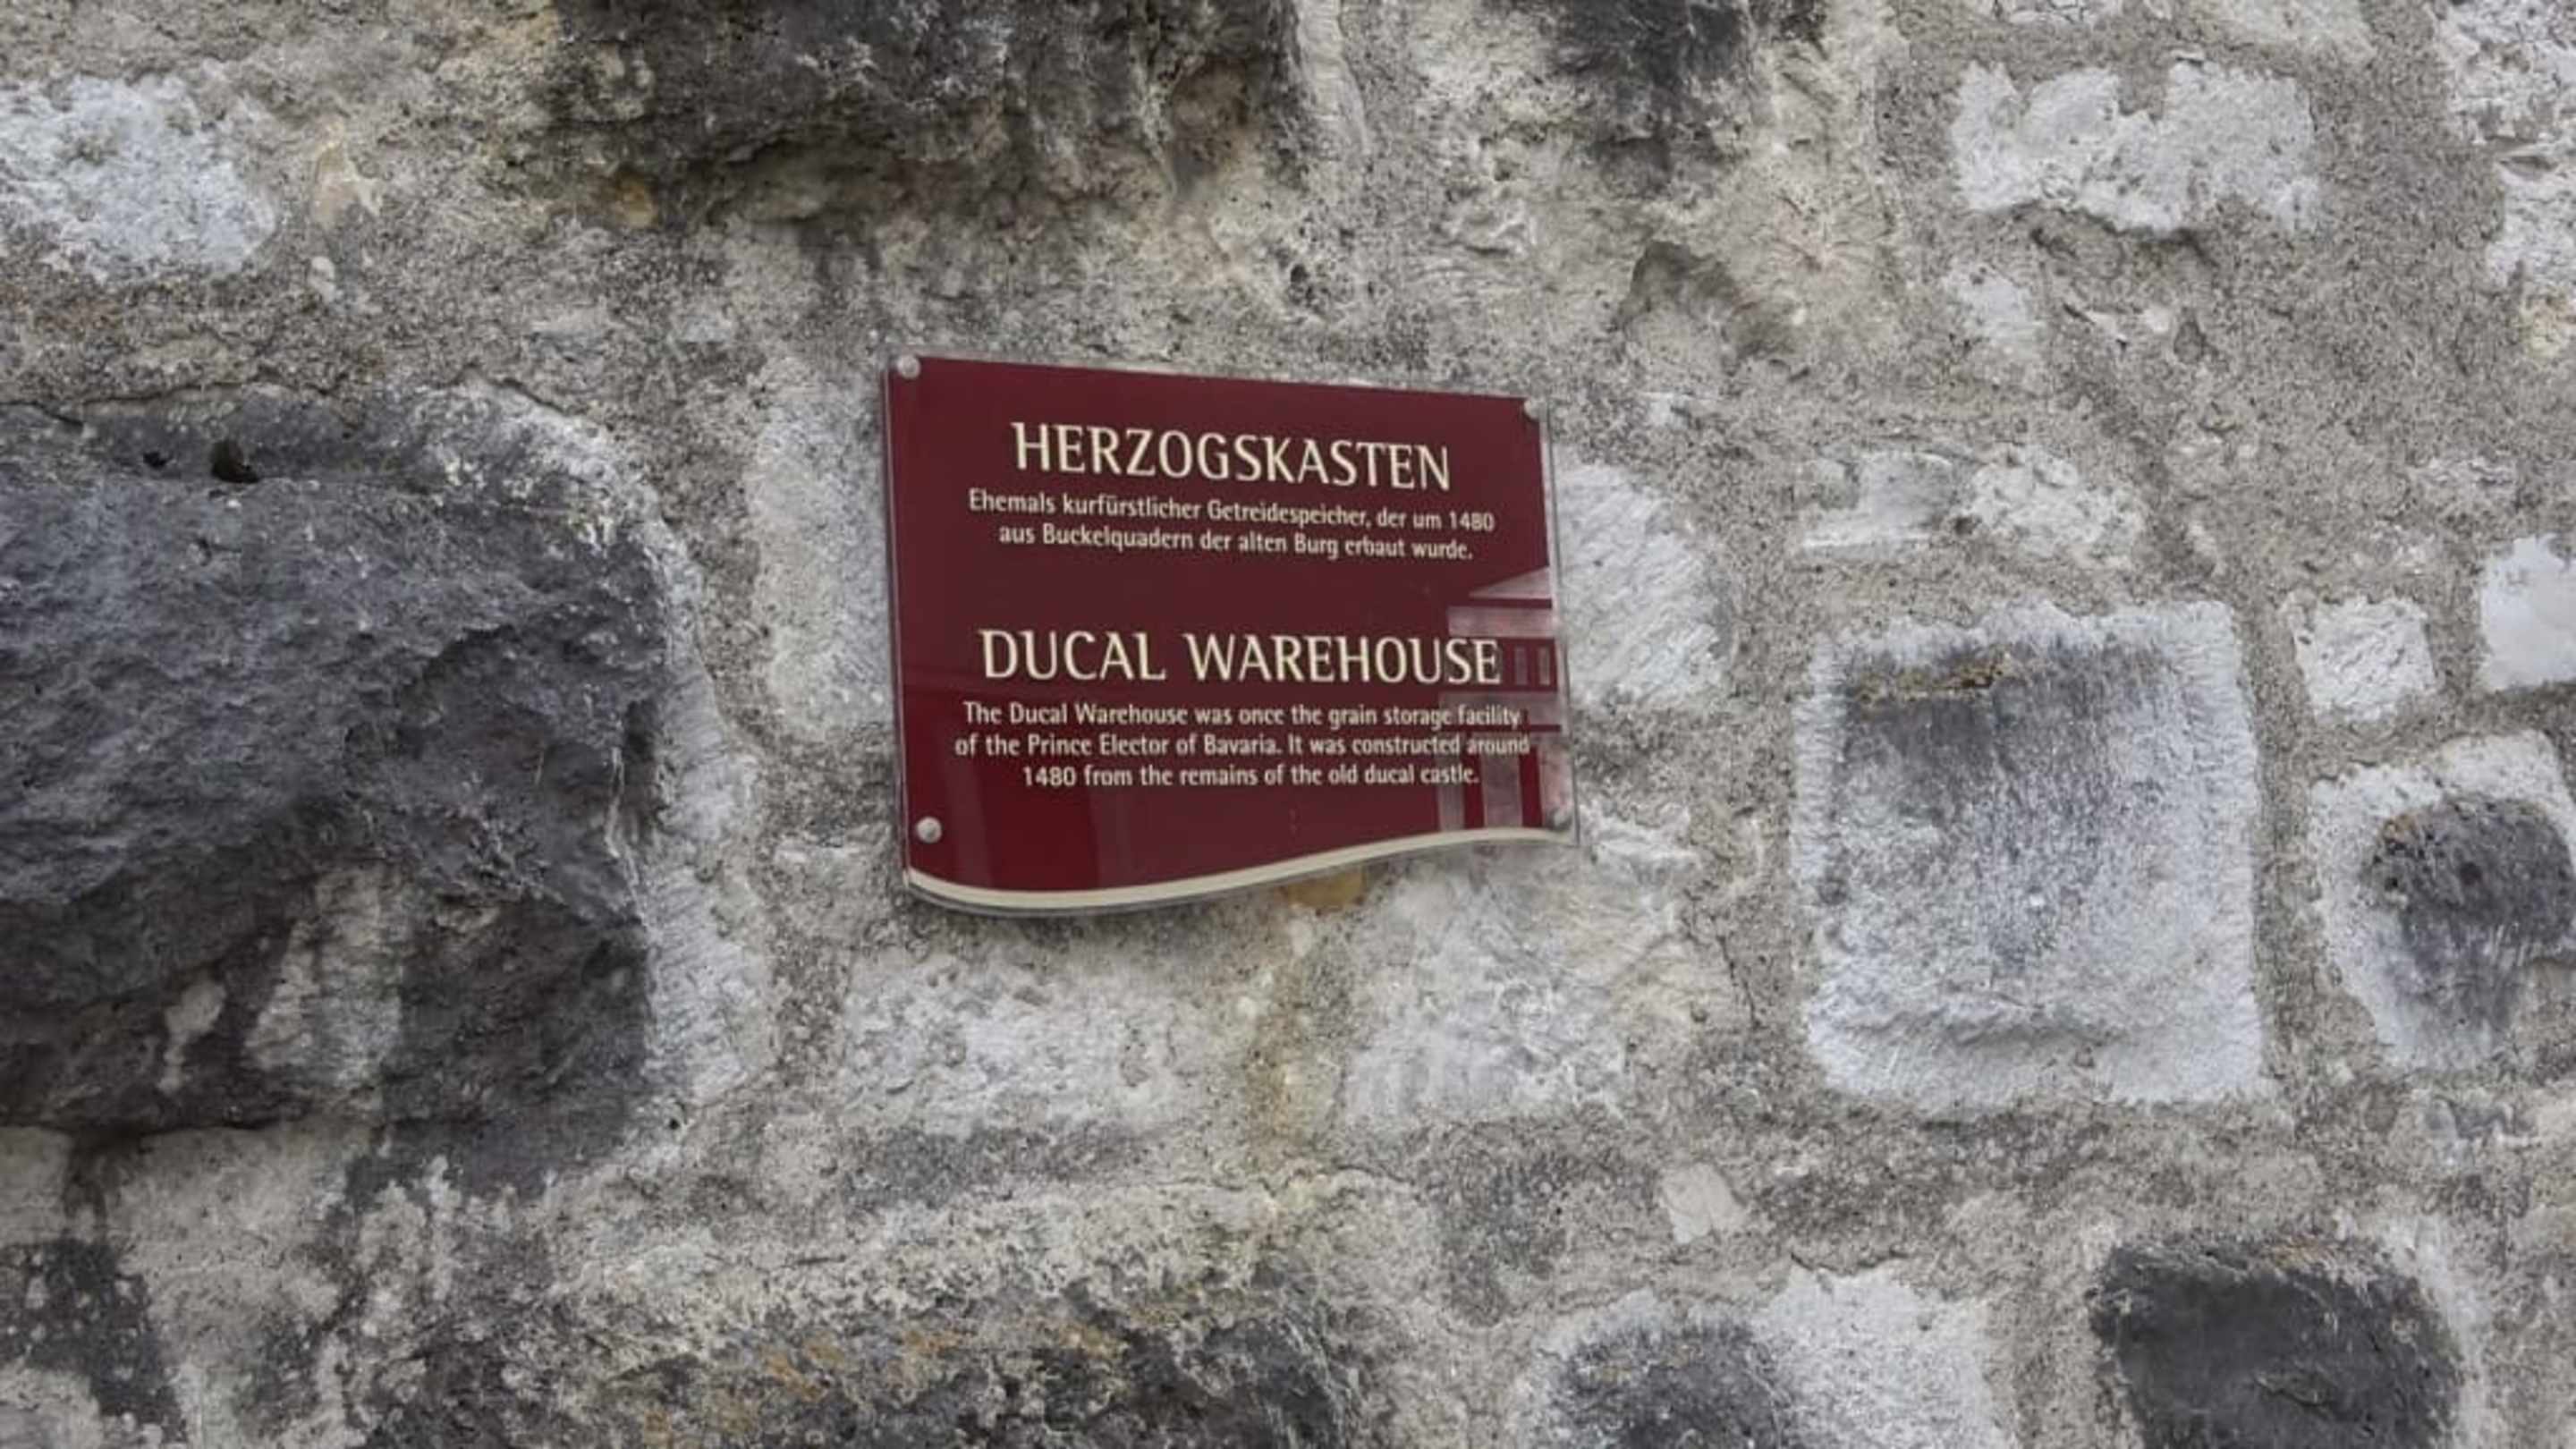 HERZOGSKASTEN
Ehemals kurfürstlicher Getreidespeicher, der um 1480
aus Buckelquadern der alten Burg erbaut wurde.
DUCAL WAREHOUSE
The Ducal Warehouse was once the grain storage facility
of the Prince Elector of Bavaria. It was constructed around
1480 from the remains of the old ducal castle.